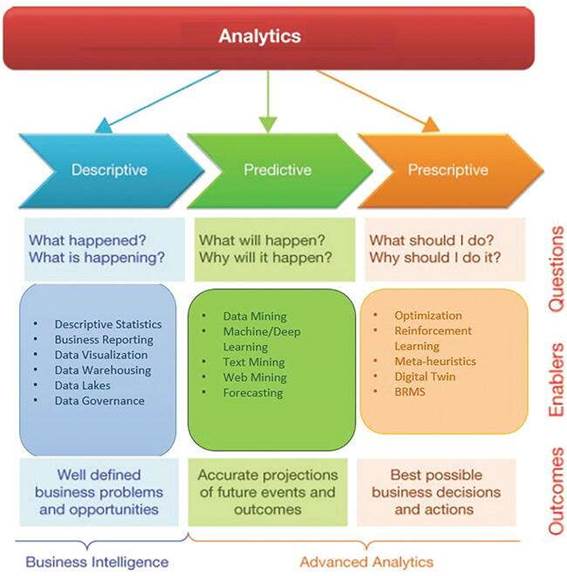 Analytics
Descriptive
Predictive
Prescriptive
What happened?
What is happening?
What will happen?
Why will it happen?
What should I do?
Why should I do it?
Questions
• Descriptive Statistics
• Business Reporting
• Data Visualization
• Data Warehousing
• Data Lakes
• Data Governance
• Data Mining
• Machine/Deep
Learning
• Text Mining
• Web Mining
• Forecasting
• Optimization
• Reinforcement
Learning
• Meta-heuristics
• Digital Twin
• BRMS
Enablers
Well defined
business problems
and opportunities
Accurate projections
of future events and
outcomes
Best possible
business decisions
and actions
Outcomes
Business Intelligence
Advanced Analytics